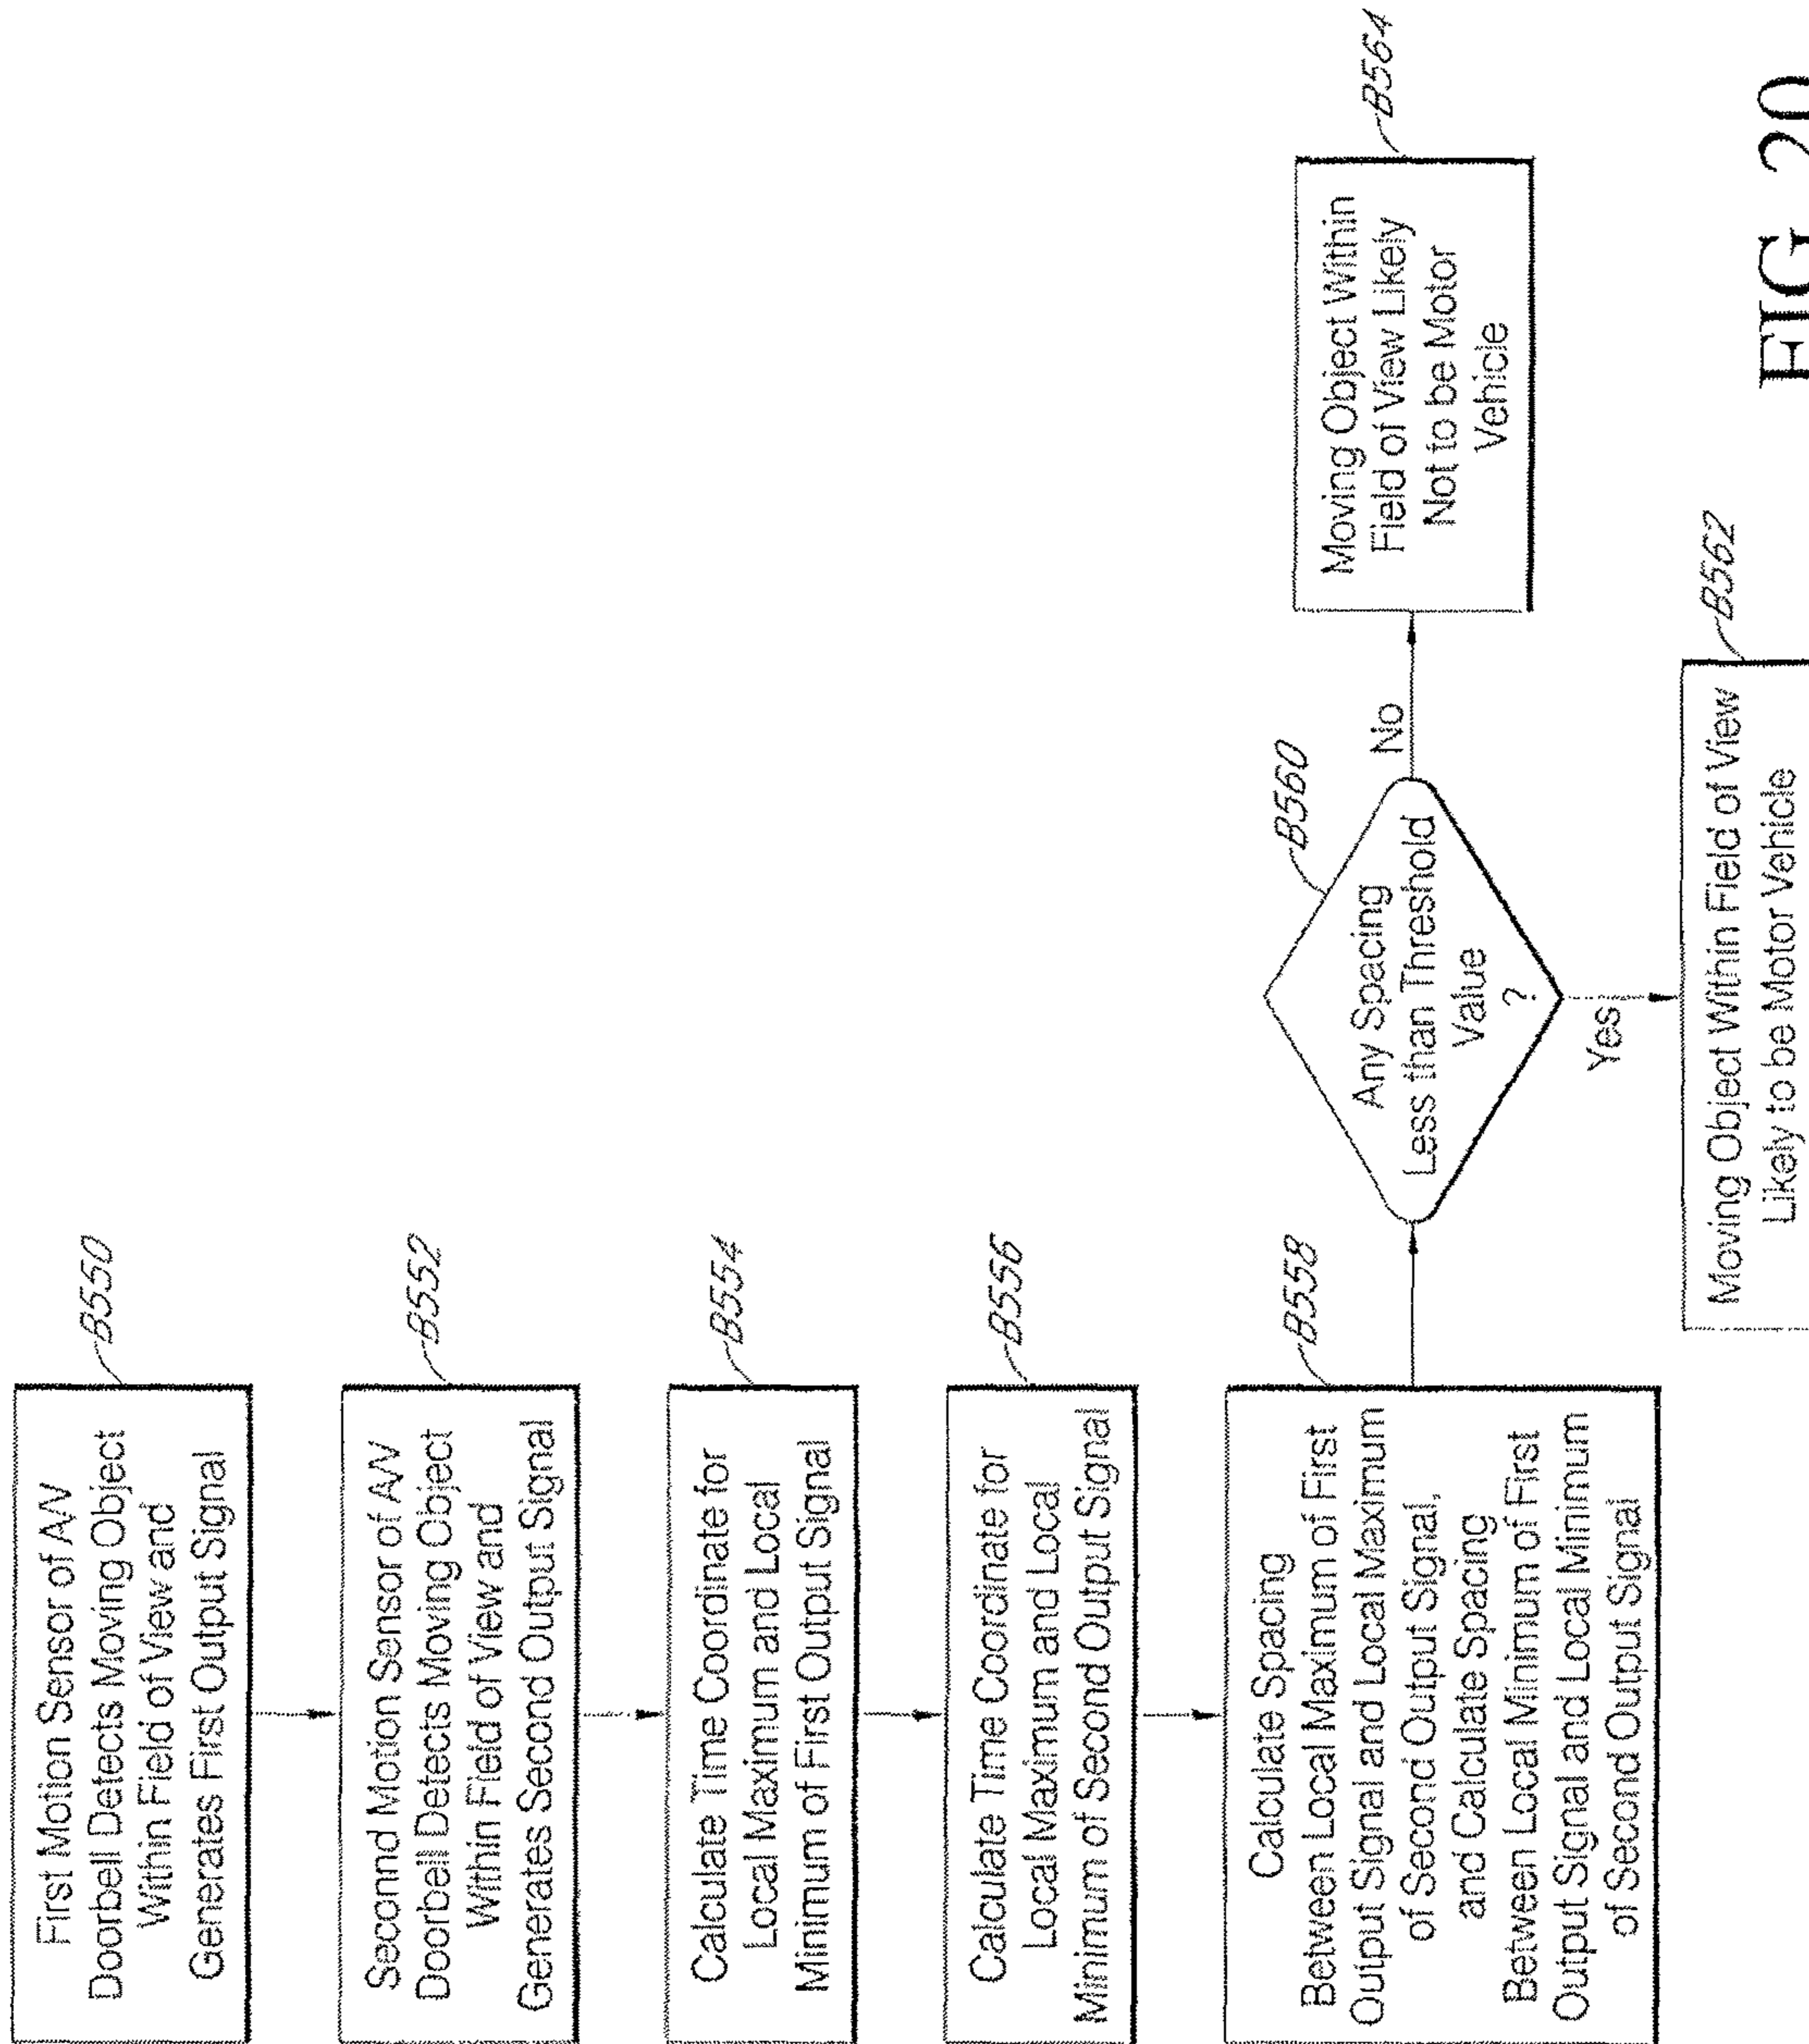 First Motion Sensor of A/V
Doorbell Detects Moving Object
Within Field of View and
Generates First Output Signal
B550
Second Motion Sensor of A/V
Doorbell Detects Moving Object
Within Field of View and
Generates Second Output Signal
B552
Calculate Time Coordinate for
Local Maximum and Local
Minimum of First Output Signal
B554
Calculate Time Coordinate for
Local Maximum and Local
Minimum of Second Output Signal
B556
Calculate Spacing
Between Local Maximum of First
Output Signal and Local Maximum
of Second Output Signal,
and Calculate Spacing
Between Local Minimum of First
Output Signal and Local Minimum
of Second Output Signal
B558
Any Spacing
Less than Threshold
Value
?
B560
No
Yes
Moving Object Within
Field of View Likely
Not to be Motor
Vehicle
B564
Moving Object Within Field of View
Likely to be Motor Vehicle
B562
FIG 20